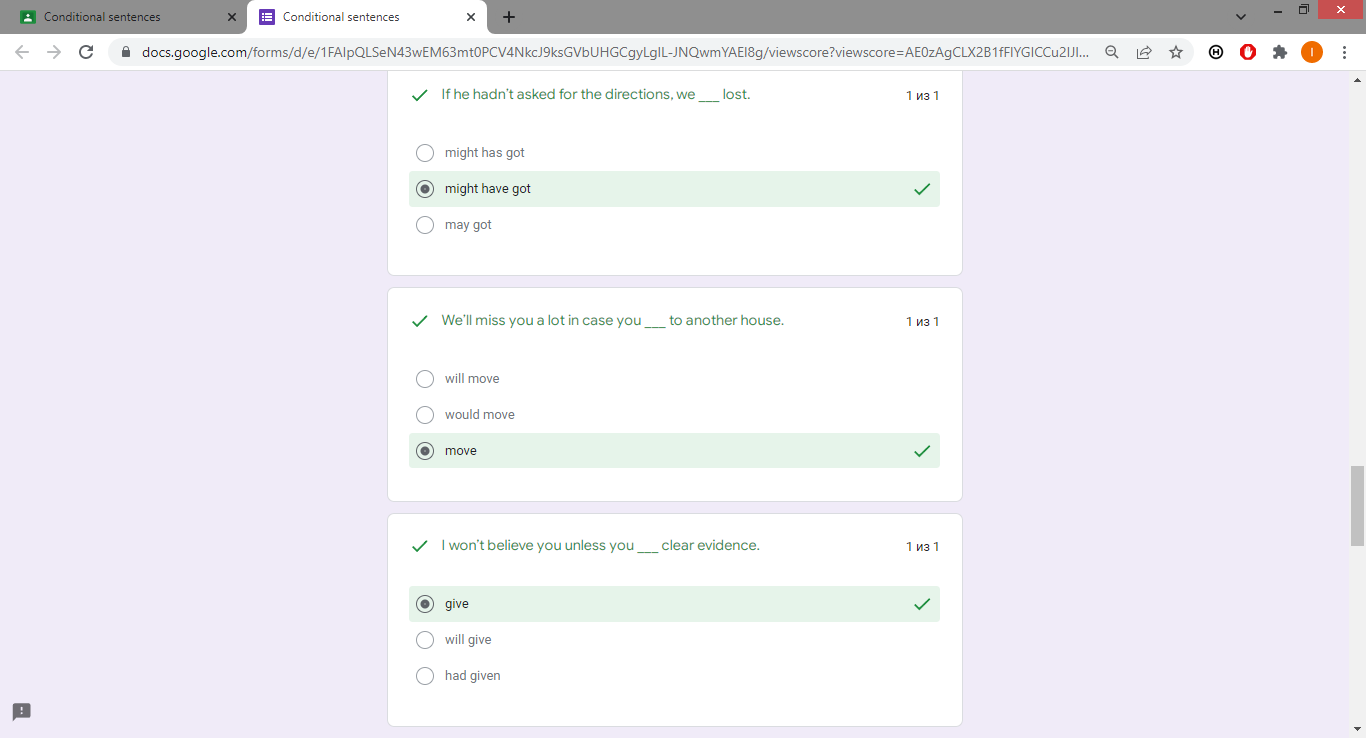 Conditional sentences
Conditional sentences
docs.google.com/forms/d/e/1FAIpQLSeN43wEM63mt0PCV4NkcJ9ksGVbUHGCgyLgIL-JNQwmYAEI8g/viewscore?viewscore=AE0zAgCLX2B1fFIYGlCCu2IJI...
If he hadn't asked for the directions, we ___ lost.
1 из 1
might has got
might have got
may got
We'll miss you a lot in case you ___ to another house.
1 из 1
will move
would move
move
I won't believe you unless you ___ clear evidence.
1 из 1
give
will give
had given